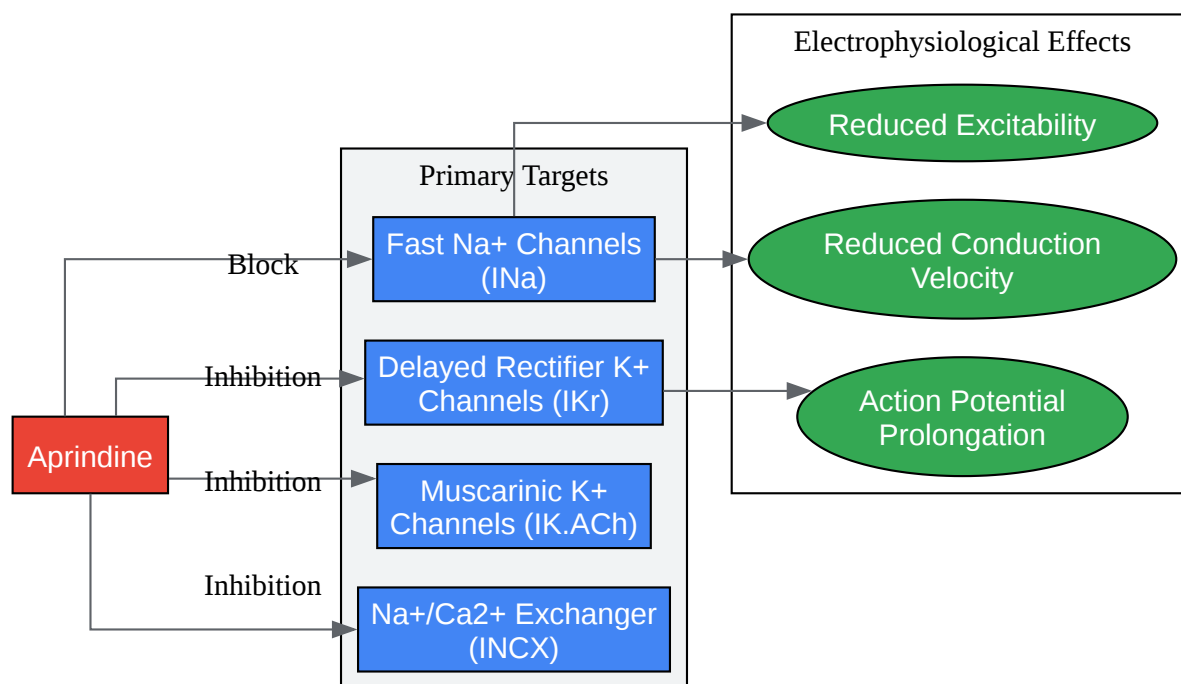 Electrophysiological Effects
Reduced Excitability
Primary Targets
Fast Na+ Channels
(INa)
Block
Reduced Conduction
Velocity
Delayed Rectifier K+
Channels (IKr)
Inhibition
Action Potential
Prolongation
Aprindine
Inhibition
Muscarinic K+
Channels (IK.ACh)
Inhibition
Na+/Ca2+ Exchanger
(INCX)